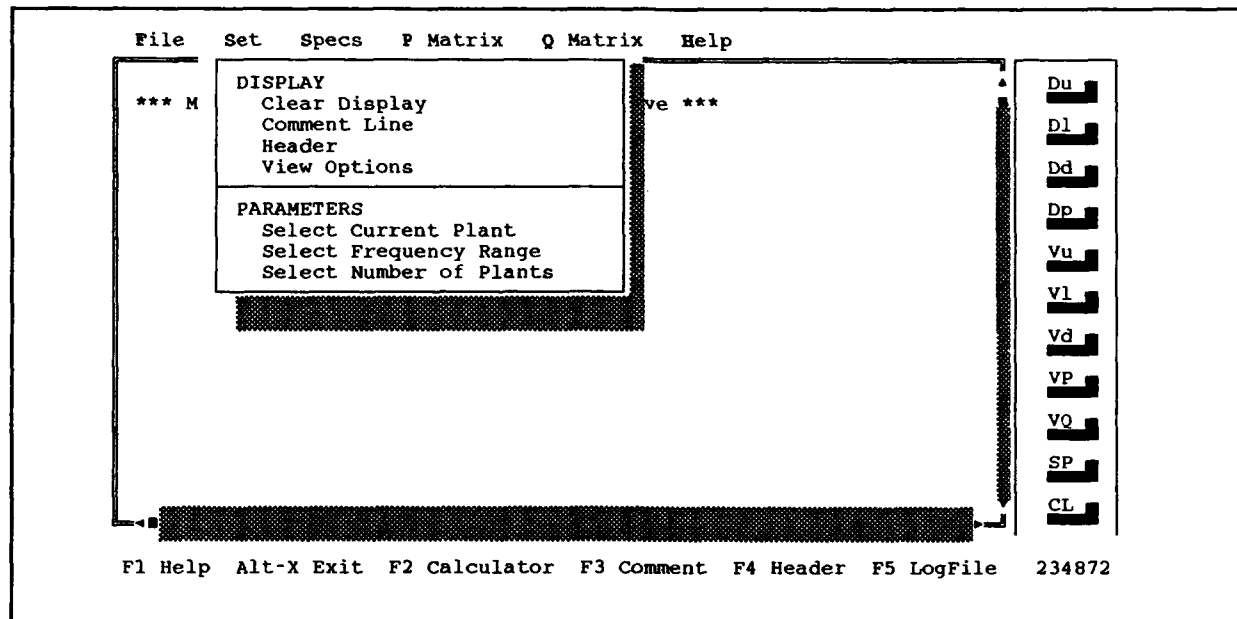 File Set Specs P Matrix Q Matrix Help
DISPLAY
Clear Display
*** M ve ***
Comment Line
Header
View Options
PARAMETERS
Select Current Plant
Select Frequency Range
Select Number of Plants
Du
Dl
Dd
Dp
Vu
Vl
Vd
VP
VQ
SP
CL
F1 Help Alt-X Exit F2 Calculator F3 Comment F4 Header F5 LogFile 234872